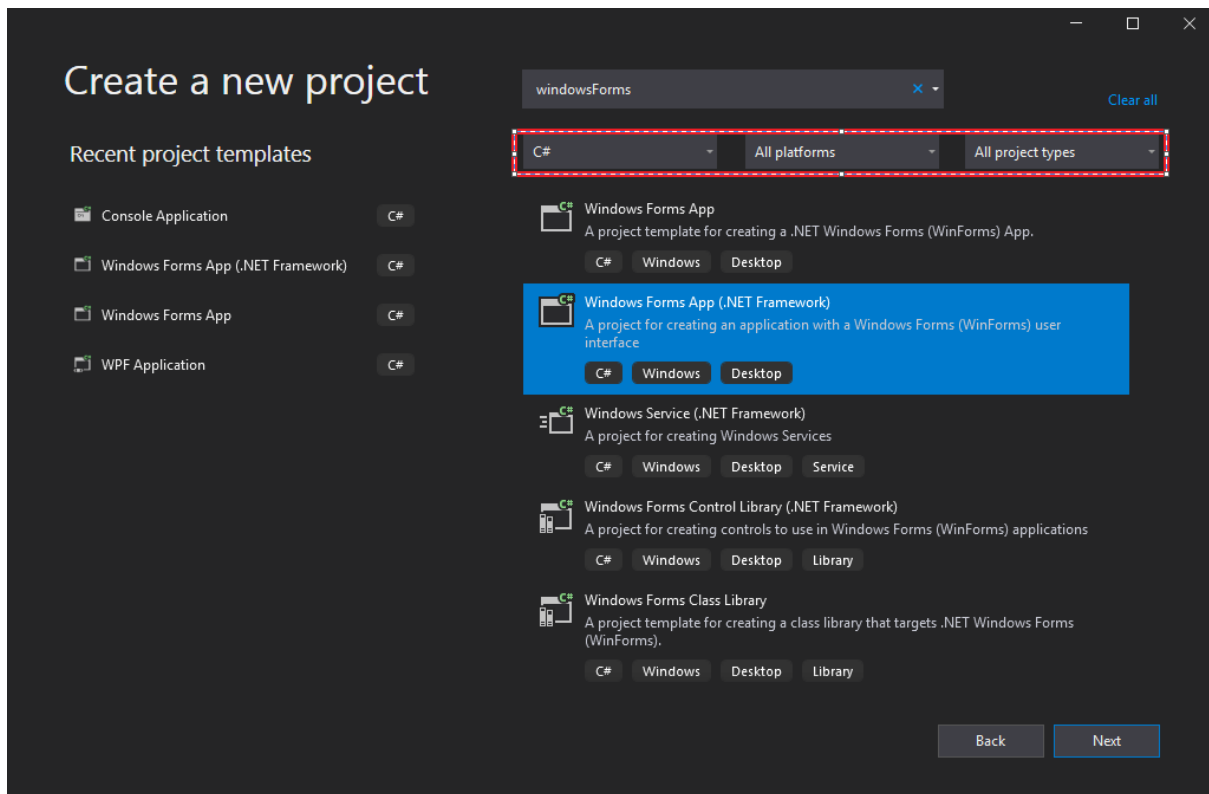 Create a new project
windowsForms
Clear all
Recent project templates
C# All platforms All project types
Console Application C#
Windows Forms App (.NET Framework) C#
Windows Forms App C#
WPF Application C#
Windows Forms App
A project template for creating a .NET Windows Forms (WinForms) App.
C# Windows Desktop
Windows Forms App (.NET Framework)
A project for creating an application with a Windows Forms (WinForms) user
interface
C# Windows Desktop
Windows Service (.NET Framework)
A project for creating Windows Services
C# Windows Desktop Service
Windows Forms Control Library (.NET Framework)
A project for creating controls to use in Windows Forms (WinForms) applications
C# Windows Desktop Library
Windows Forms Class Library
A project template for creating a class library that targets .NET Windows Forms
(WinForms).
C# Windows Desktop Library
Back Next